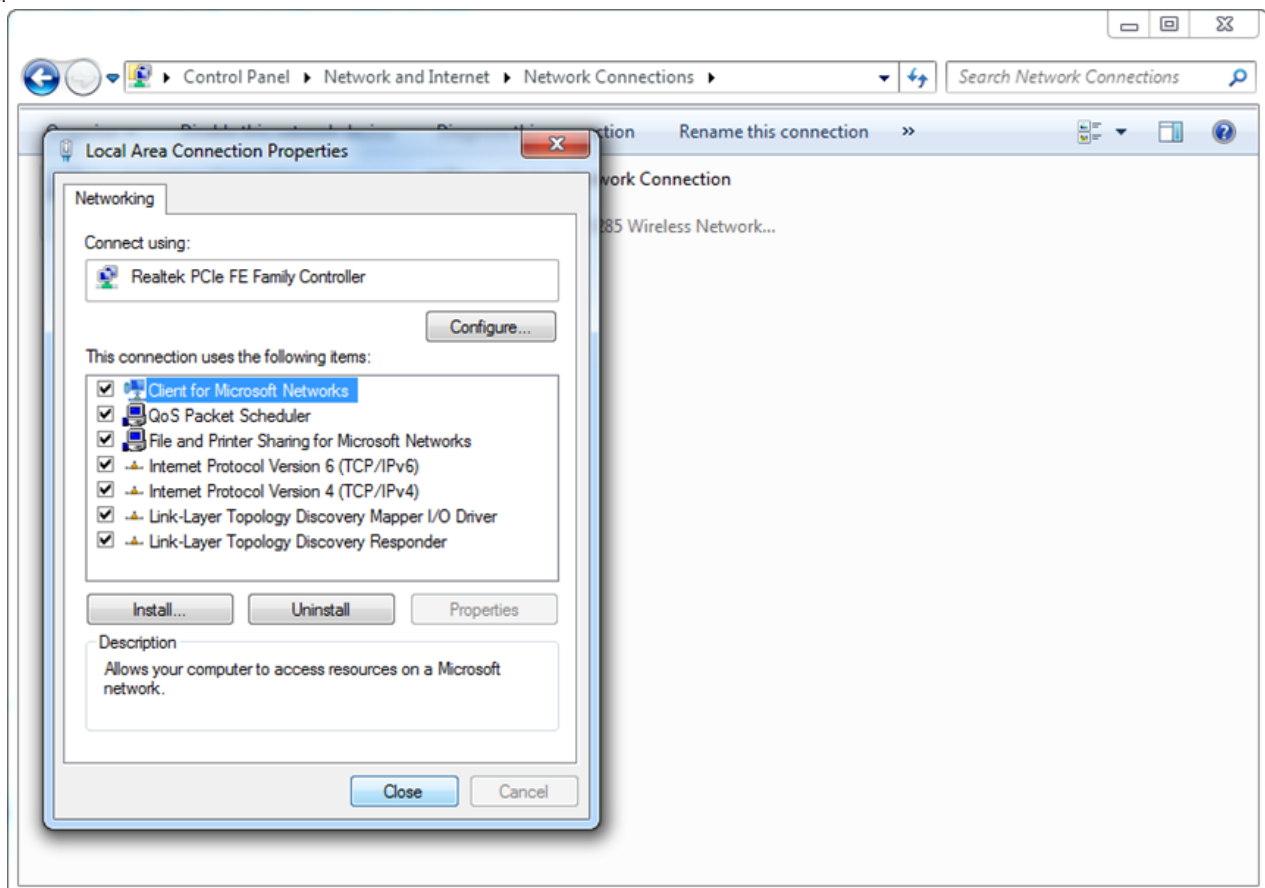 Control Panel Network and Internet Network Connections
Search Network Connections
Rename this connection »
Local Area Connection Properties
work Connection
Networking
285 Wireless Network...
Connect using:
Realtek PCIe FE Family Controller
Configure...
This connection uses the following items:
Client for Microsoft Networks
QoS Packet Scheduler
File and Printer Sharing for Microsoft Networks
Internet Protocol Version 6 (TCP/IPv6)
Internet Protocol Version 4 (TCP/IPv4)
Link-Layer Topology Discovery Mapper I/O Driver
Link-Layer Topology Discovery Responder
Install... Uninstall Properties
Description
Allows your computer to access resources on a Microsoft
network.
Close Cancel